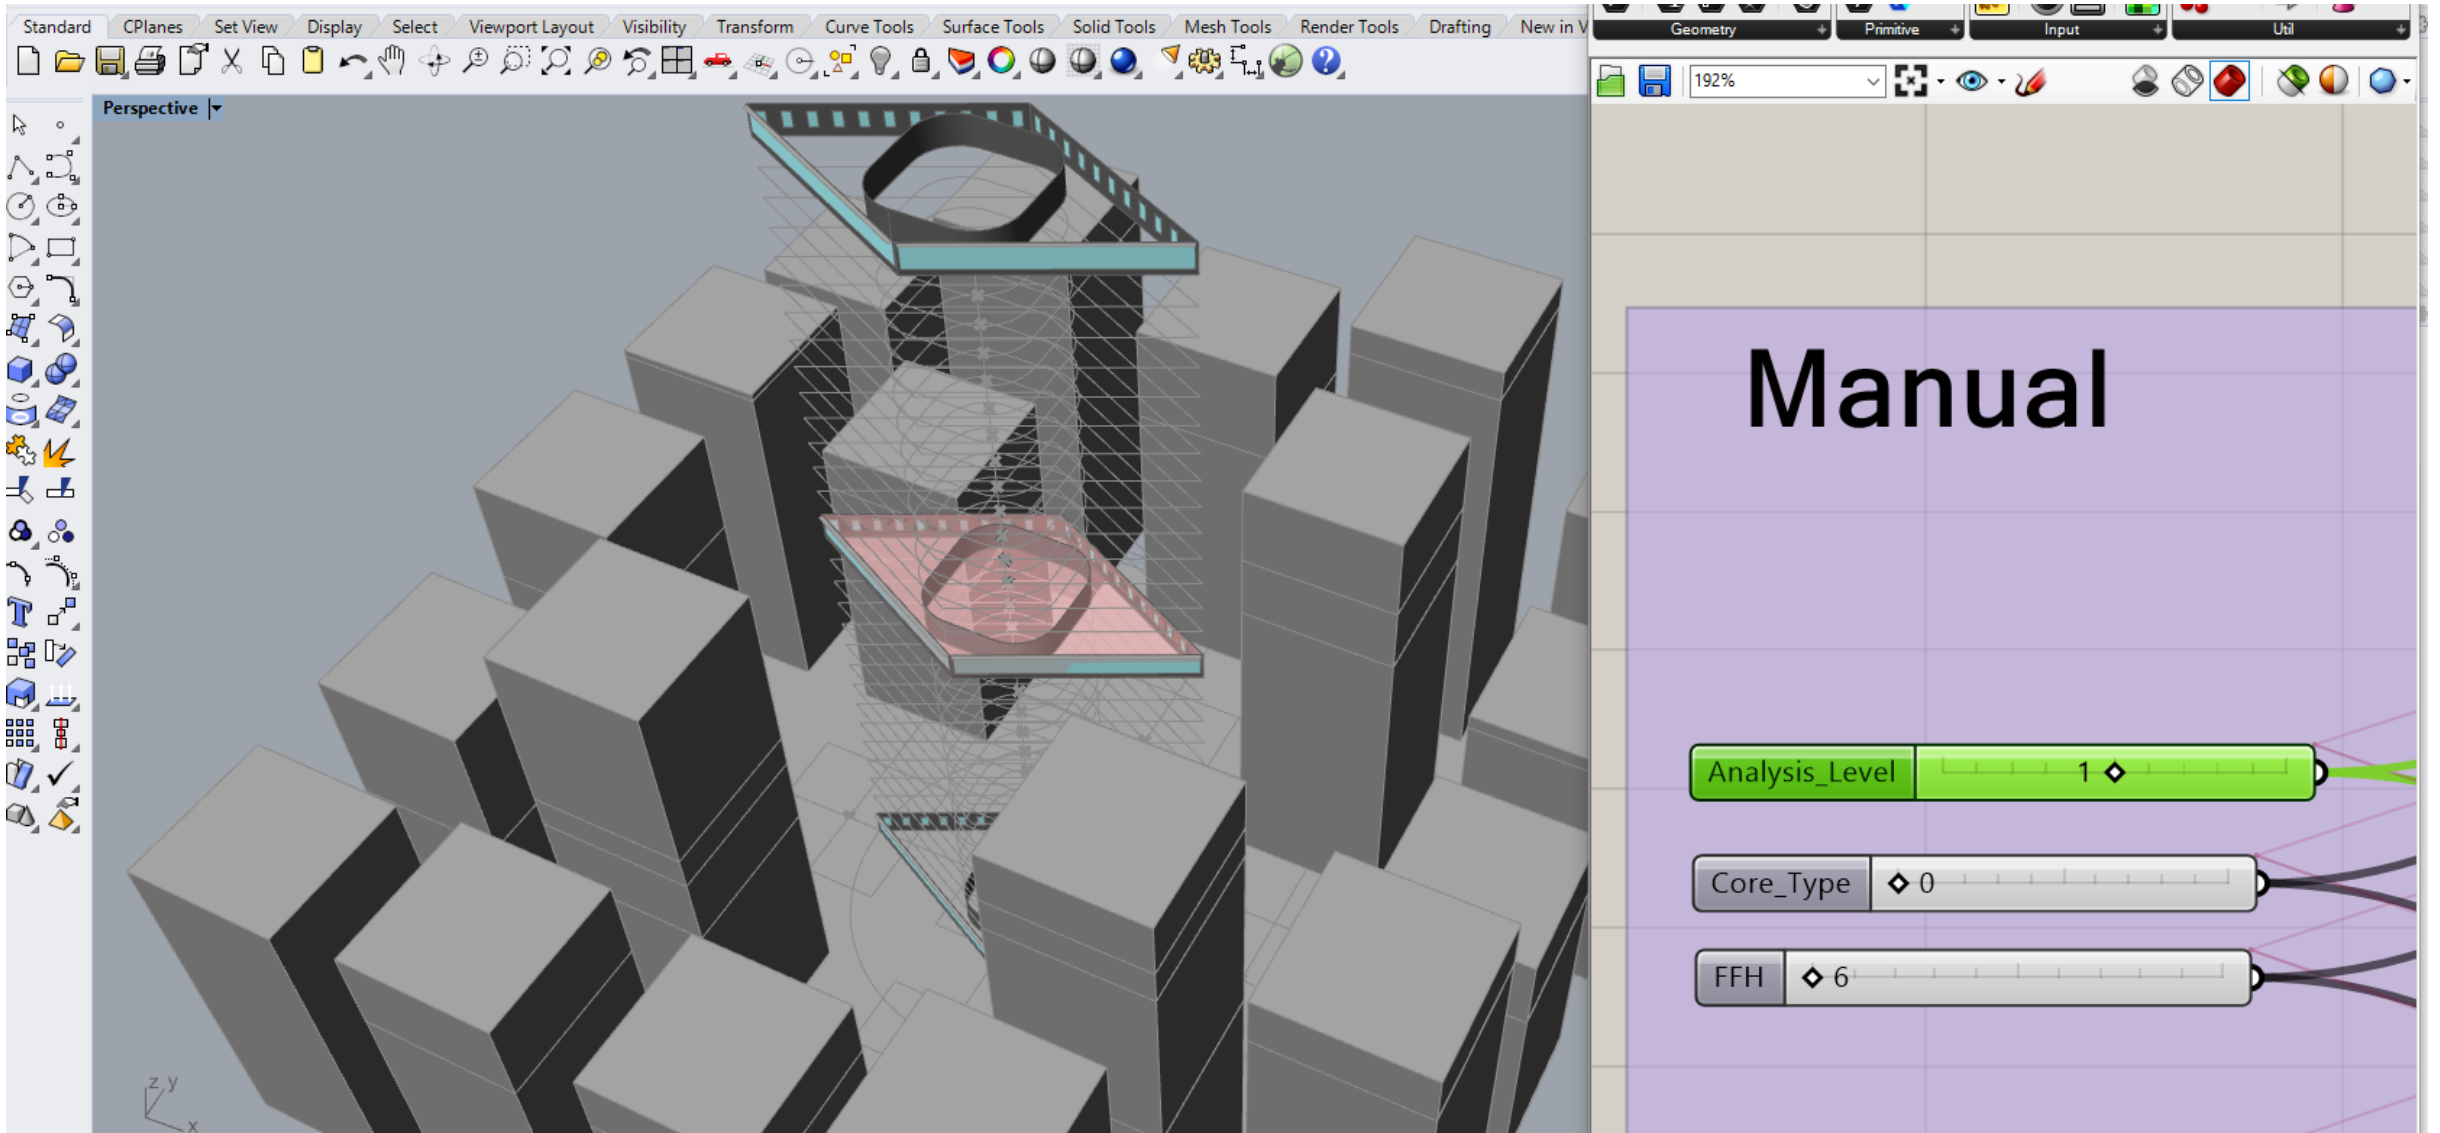 Standard CPlanes Set View Display Select Viewport Layout Visibility Transform Curve Tools Surface Tools Solid Tools Mesh Tools Render Tools Drafting New in V
Geometry Primitive Input Util
192%
Perspective
Manual
Analysis_Level 1
Core_Type 0
FFH 6
z y
x